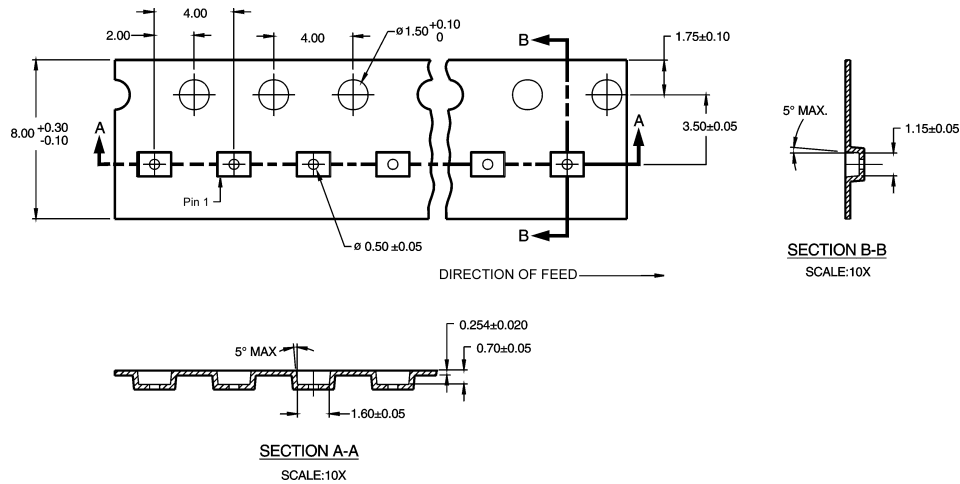 4.00
2.00
4.00
ø1.50 +0.10
0
B
1.75±0.10
8.00 +0.30
-0.10
A
A
3.50±0.05
5° MAX.
1.15±0.05
Pin 1
ø 0.50 ±0.05
B
SECTION B-B
SCALE:10X
DIRECTION OF FEED
0.254±0.020
5° MAX
0.70±0.05
1.60±0.05
SECTION A-A
SCALE:10X